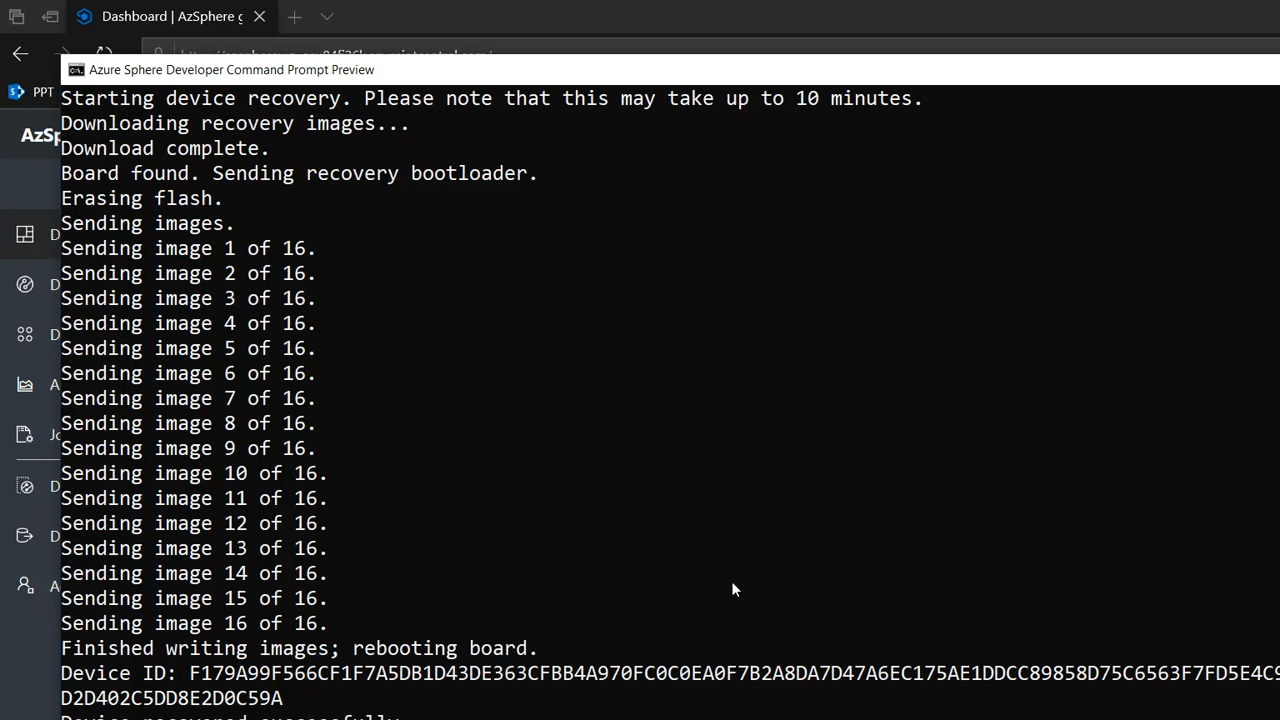 Dashboard | AzSphere g
PPT
Azure Sphere Developer Command Prompt Preview
AzSp
Starting device recovery. Please note that this may take up to 10 minutes.
Downloading recovery images...
Download complete.
Board found. Sending recovery bootloader.
Erasing flash.
Sending images.
D
Sending image 1 of 16.
Sending image 2 of 16.
D
Sending image 3 of 16.
Sending image 4 of 16.
D
Sending image 5 of 16.
Sending image 6 of 16.
A
Sending image 7 of 16.
Sending image 8 of 16.
Jo
Sending image 9 of 16.
Sending image 10 of 16.
D
Sending image 11 of 16.
Sending image 12 of 16.
D
Sending image 13 of 16.
Sending image 14 of 16.
A
Sending image 15 of 16.
Sending image 16 of 16.
Finished writing images; rebooting board.
Device ID: F179A99F566CF1F7A5DB1D43DE363CFBB4A970FC0C0EA0F7B2A8DA7D47A6EC175AE1DDCC89858D75C6563F7FD5E4C9
D2D402C5DD8E2D0C59A
Device recovered successfully